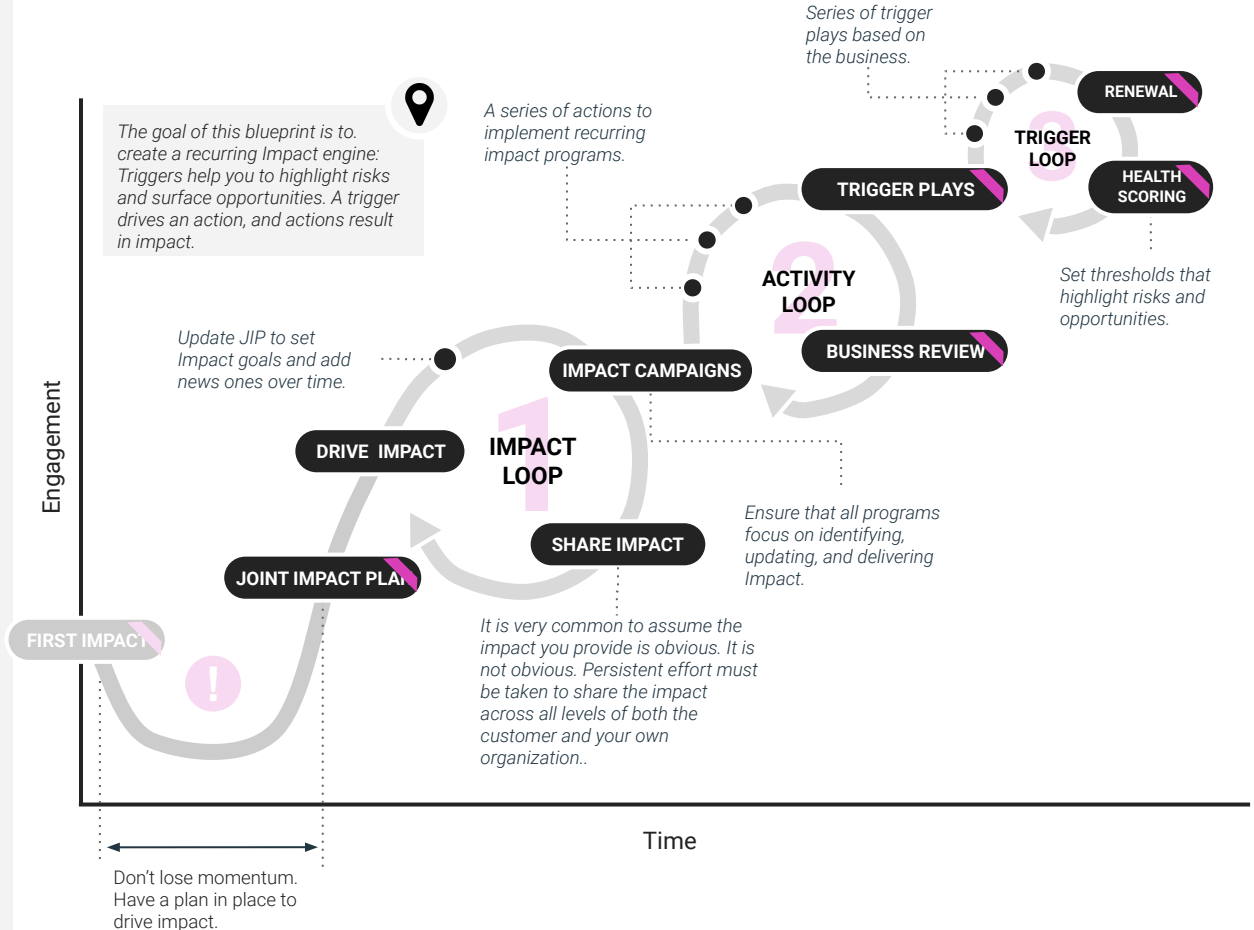 Series of trigger
plays based on
the business.
RENEWAL
3
TRIGGER
LOOP
HEALTH
SCORING
TRIGGER PLAYS
Set thresholds that
highlight risks and
opportunities.
The goal of this blueprint is to.
create a recurring Impact engine:
Triggers help you to highlight risks
and surface opportunities. A trigger
drives an action, and actions result
in impact.
A series of actions to
implement recurring
impact programs.
2
ACTIVITY
LOOP
BUSINESS REVIEW
IMPACT CAMPAIGNS
Update JIP to set
Impact goals and add
news ones over time.
Engagement
DRIVE IMPACT
1
IMPACT
LOOP
SHARE IMPACT
Ensure that all programs
focus on identifying,
updating, and delivering
Impact.
JOINT IMPACT PLAN
FIRST IMPACT
!
It is very common to assume the
impact you provide is obvious. It is
not obvious. Persistent effort must
be taken to share the impact
across all levels of both the
customer and your own
organization..
Time
Don't lose momentum.
Have a plan in place to
drive impact.